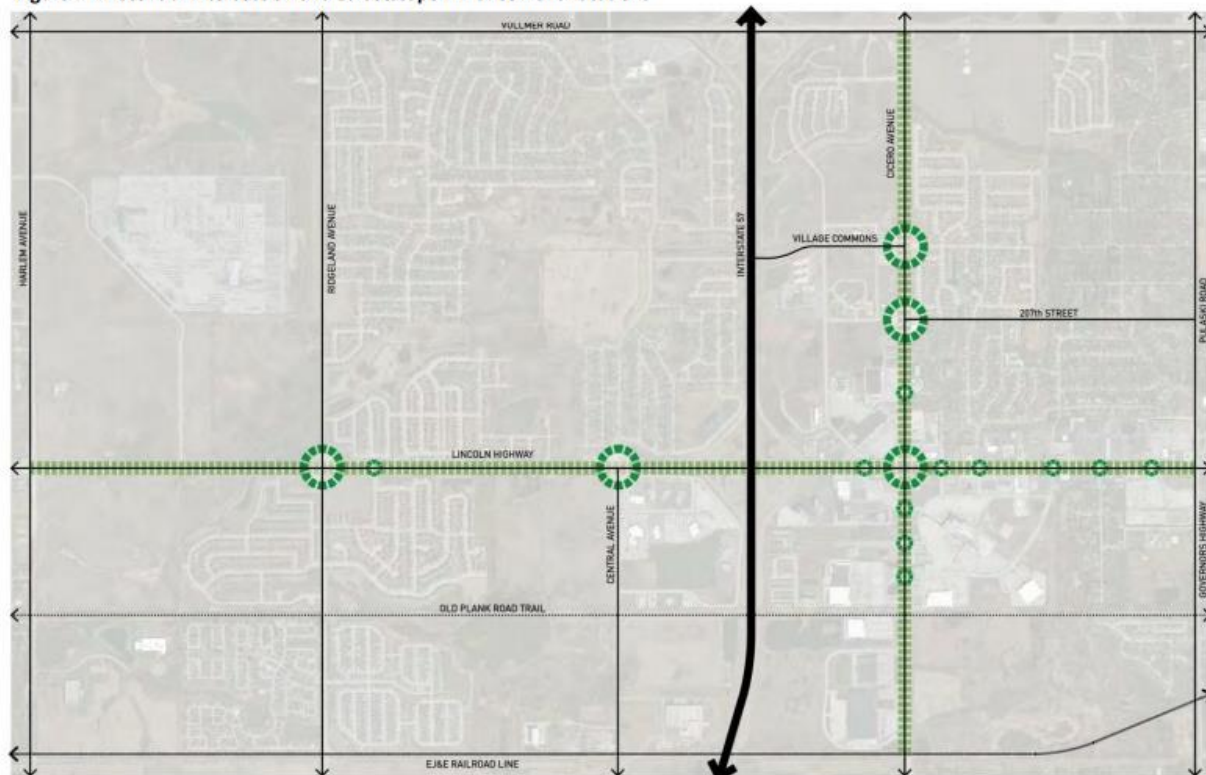 VOLLMER ROAD
HARLEM AVENUE
RIDGELAND AVENUE
INTERSTATE 57
CICERO AVENUE
VILLAGE COMMONS
207th STREET
PULASKI ROAD
LINCOLN HIGHWAY
CENTRAL AVENUE
GOVERNORS HIGHWAY
OLD PLANK ROAD TRAIL
EJ&E RAILROAD LINE